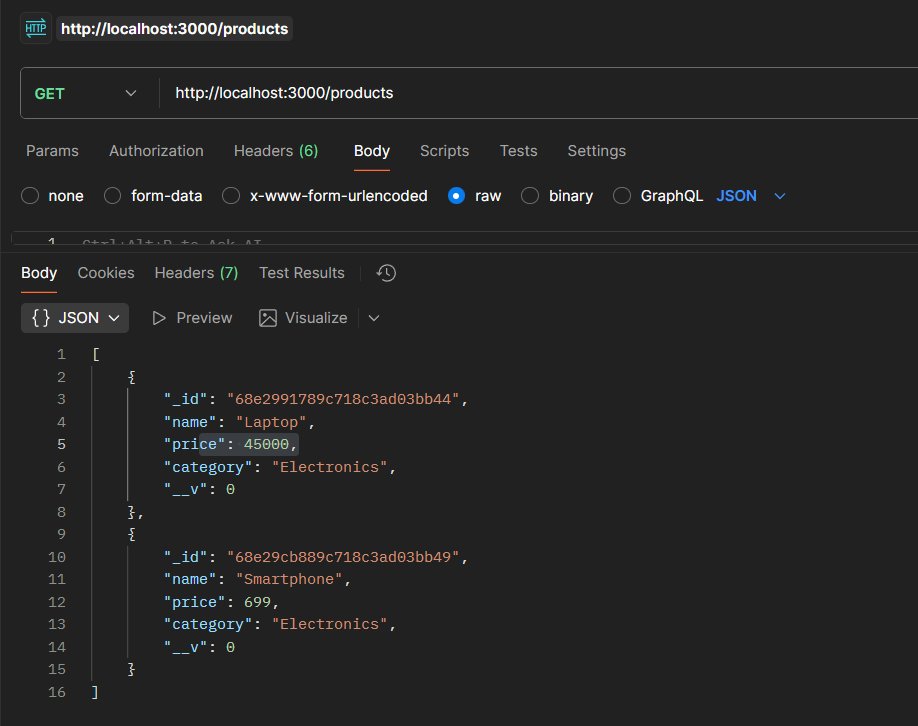 HTTP http://localhost:3000/products
GET http://localhost:3000/products
Params Authorization Headers (6) Body Scripts Tests Settings
none form-data x-www-form-urlencoded raw binary GraphQL JSON
1 Ctrl+Alt+P to Ask AI
Body Cookies Headers (7) Test Results
{ } JSON Preview Visualize
1 [
2 {
3 "_id": "68e2991789c718c3ad03bb44",
4 "name": "Laptop",
5 "price": 45000,
6 "category": "Electronics",
7 "__v": 0
8 },
9 {
10 "_id": "68e29cb889c718c3ad03bb49",
11 "name": "Smartphone",
12 "price": 699,
13 "category": "Electronics",
14 "__v": 0
15 }
16 ]